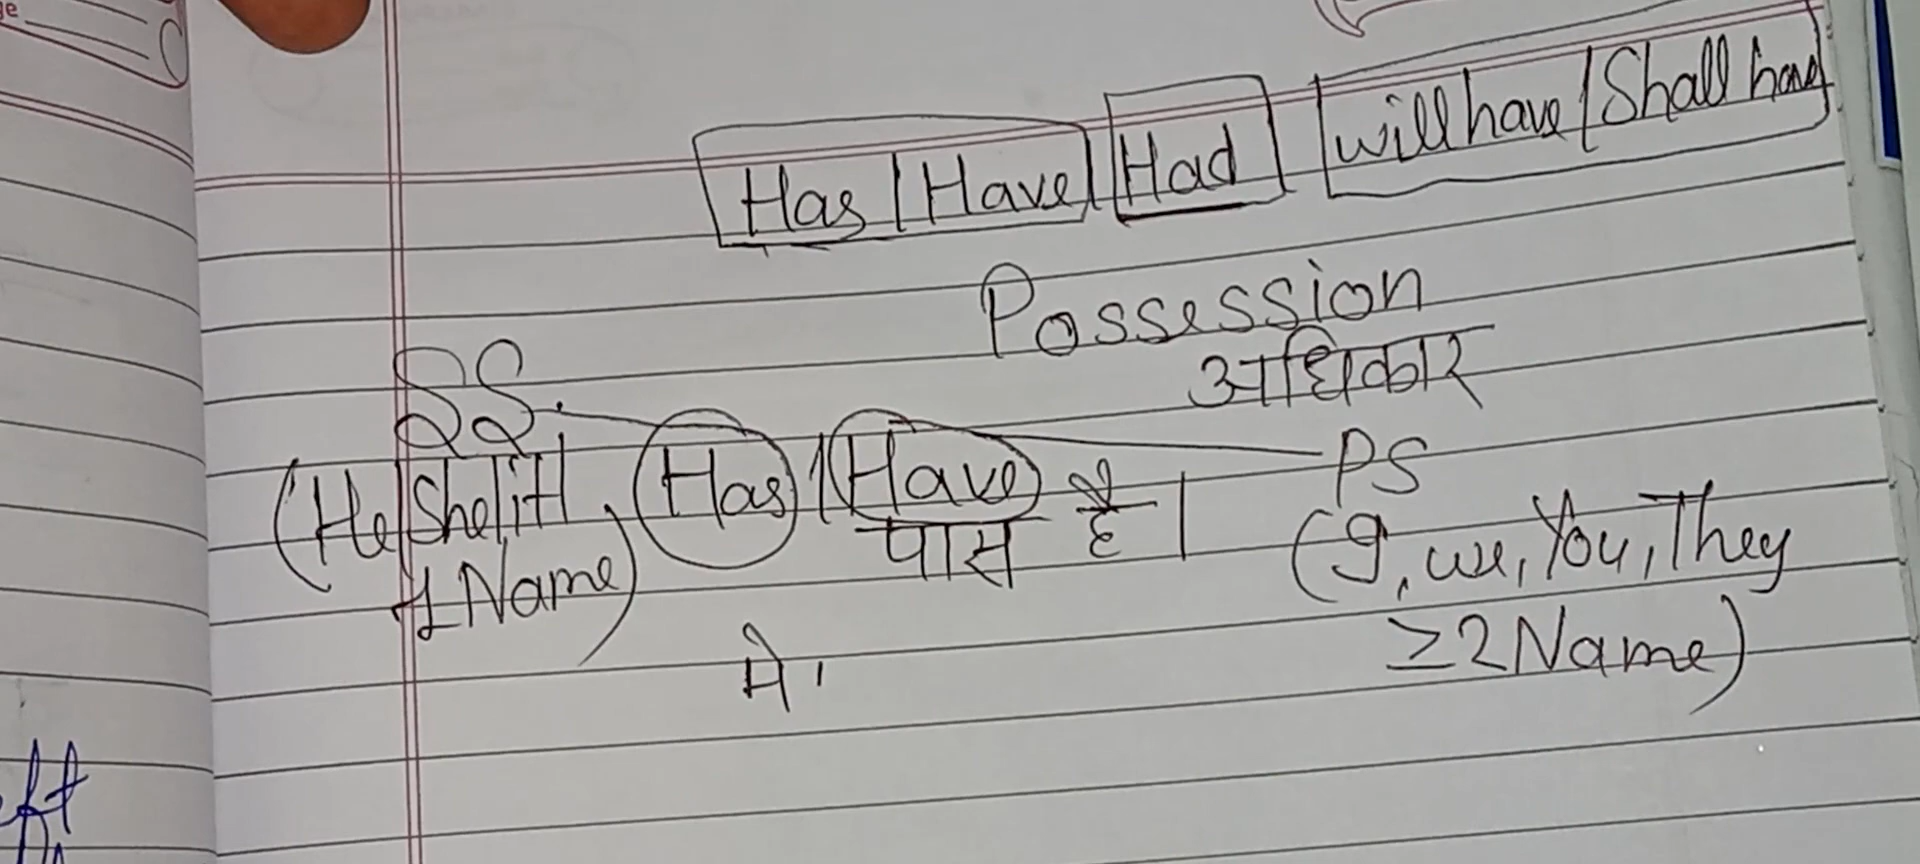 Has / Have / Had / will have / Shall have
Possession
अधिकार
SS.
PS
(He/She/it/ Has / Have है।
पास
1 Name)
(I, we, You, They
≥2 Name)
मे